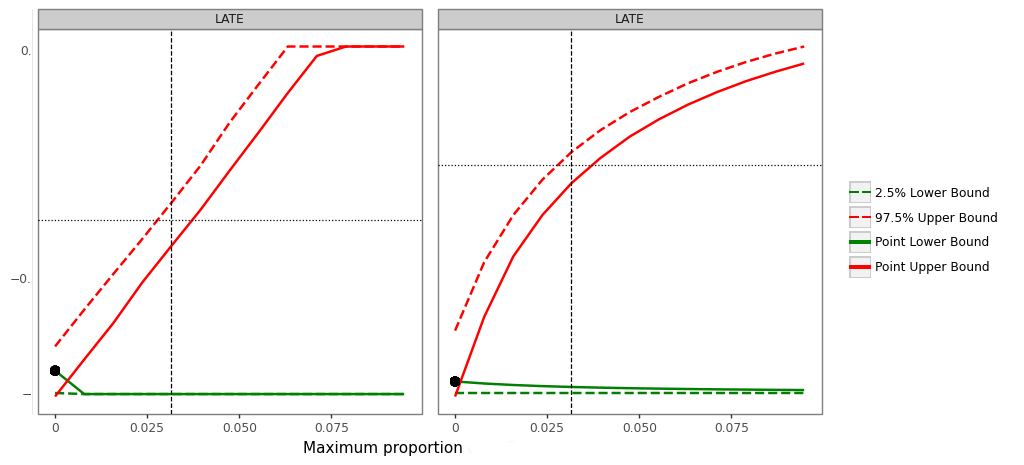 LATE
LATE
0.
−0.
−
0 0.025 0.050 0.075
0 0.025 0.050 0.075
Maximum proportion
2.5% Lower Bound
97.5% Upper Bound
Point Lower Bound
Point Upper Bound